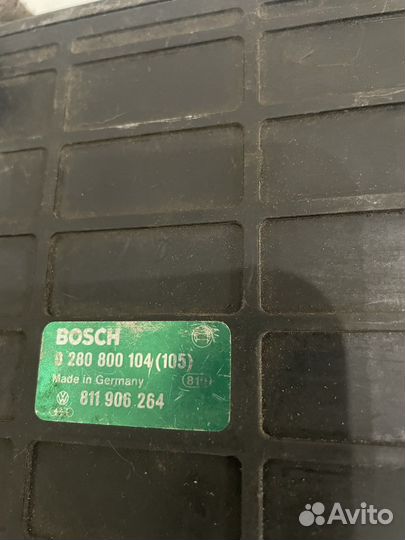 BOSCH
0 280 800 104 (105)
Made in Germany
811 906 264
Avito